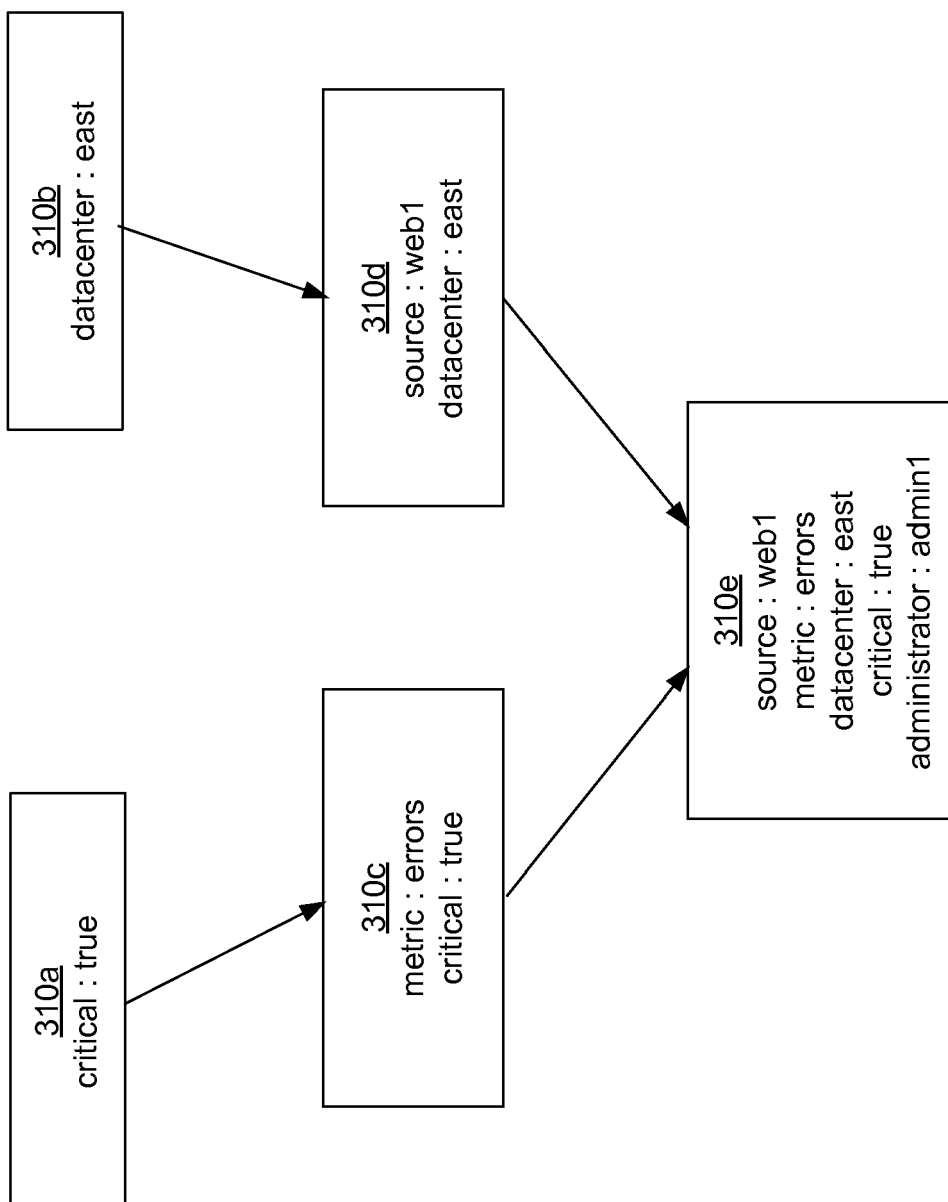 310a
critical : true
310b
datacenter : east
310c
metric : errors
critical : true
310d
source : web1
datacenter : east
310e
source : web1
metric : errors
datacenter : east
critical : true
administrator : admin1